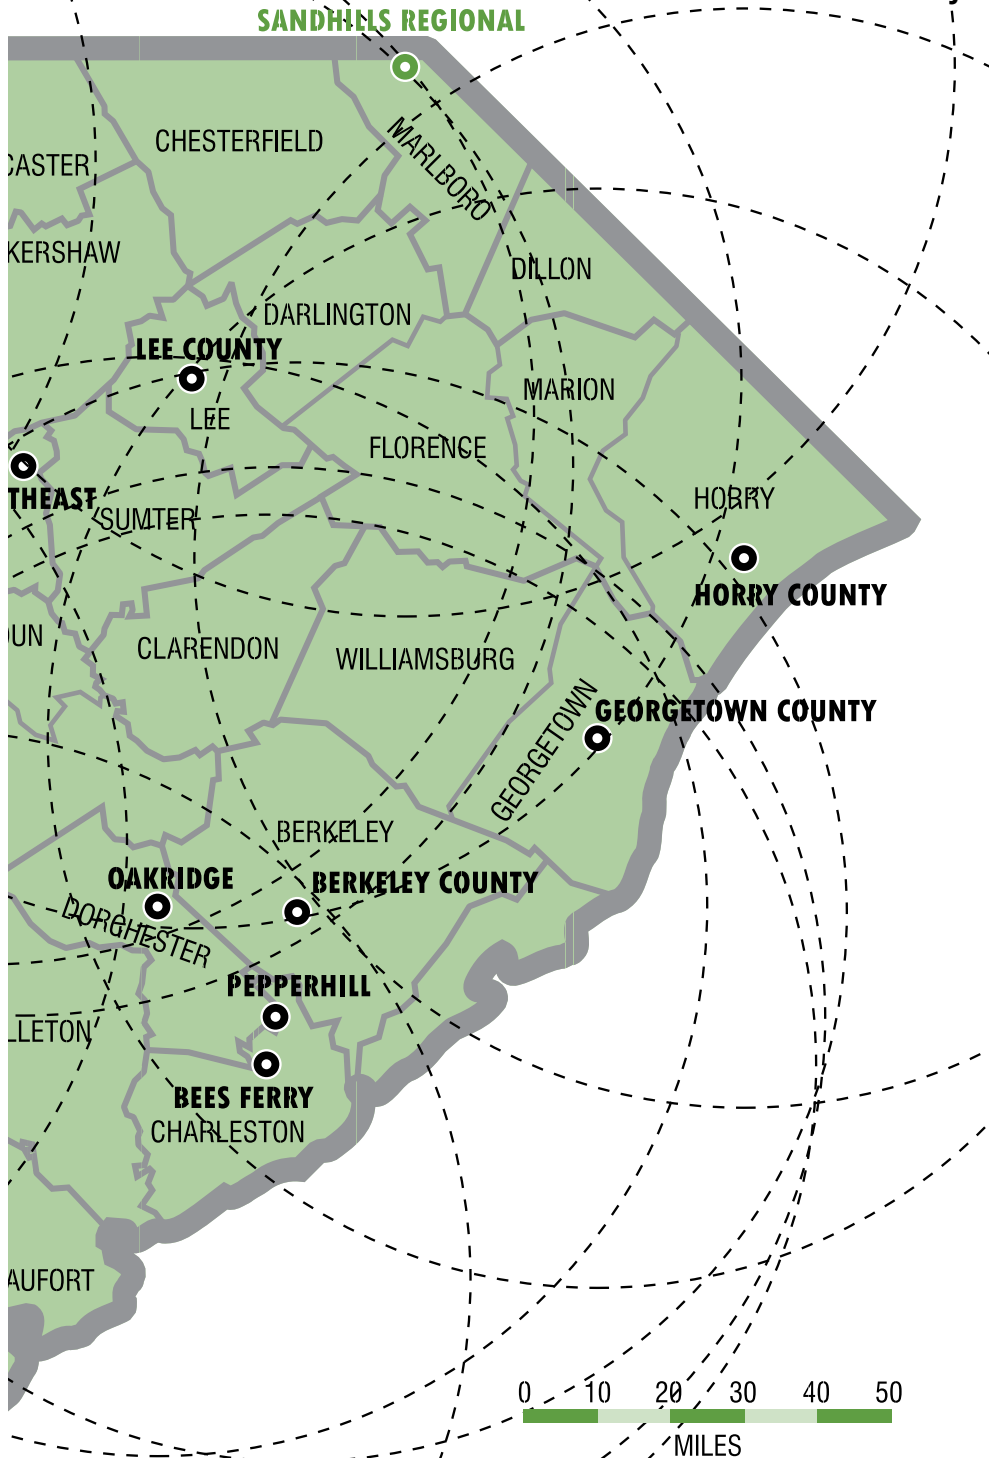 SANDHILLS REGIONAL
CHESTERFIELD
MARLBORO
CASTER
KERSHAW
DILLON
DARLINGTON
LEE COUNTY
MARION
LEE
FLORENCE
THEAST
SUMTER
HORRY
HORRY COUNTY
OUN
CLARENDON
WILLIAMSBURG
GEORGETOWN
GEORGETOWN COUNTY
BERKELEY
OAKRIDGE
BERKELEY COUNTY
DORCHESTER
PEPPERHILL
LLETON
BEES FERRY
CHARLESTON
AUFORT
0 10 20 30 40 50
MILES